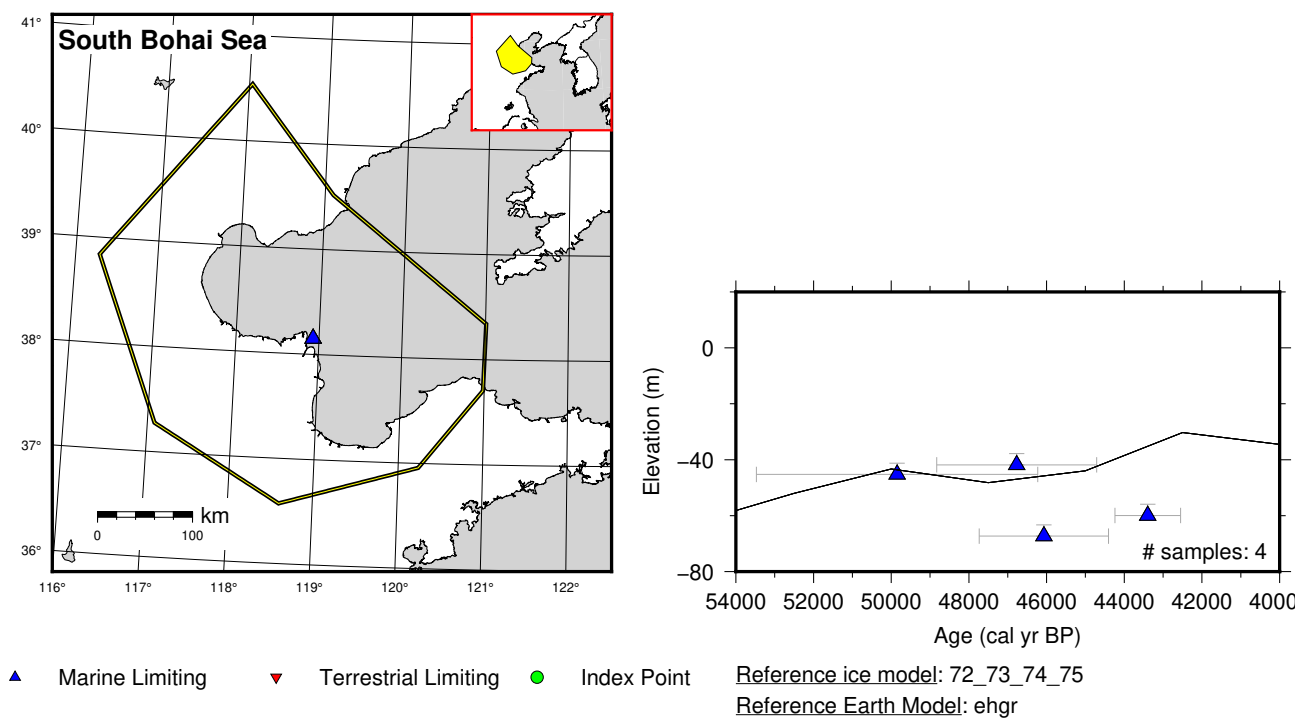 South Bohai Sea
41°
40°
39°
38°
37°
36°
116°
117°
118°
119°
120°
121°
122°
km
0
100
Elevation (m)
0
−40
−80
# samples: 4
54000
52000
50000
48000
46000
44000
42000
4000
Age (cal yr BP)
Marine Limiting
Terrestrial Limiting
Index Point
Reference ice model: 72_73_74_75
Reference Earth Model: ehgr